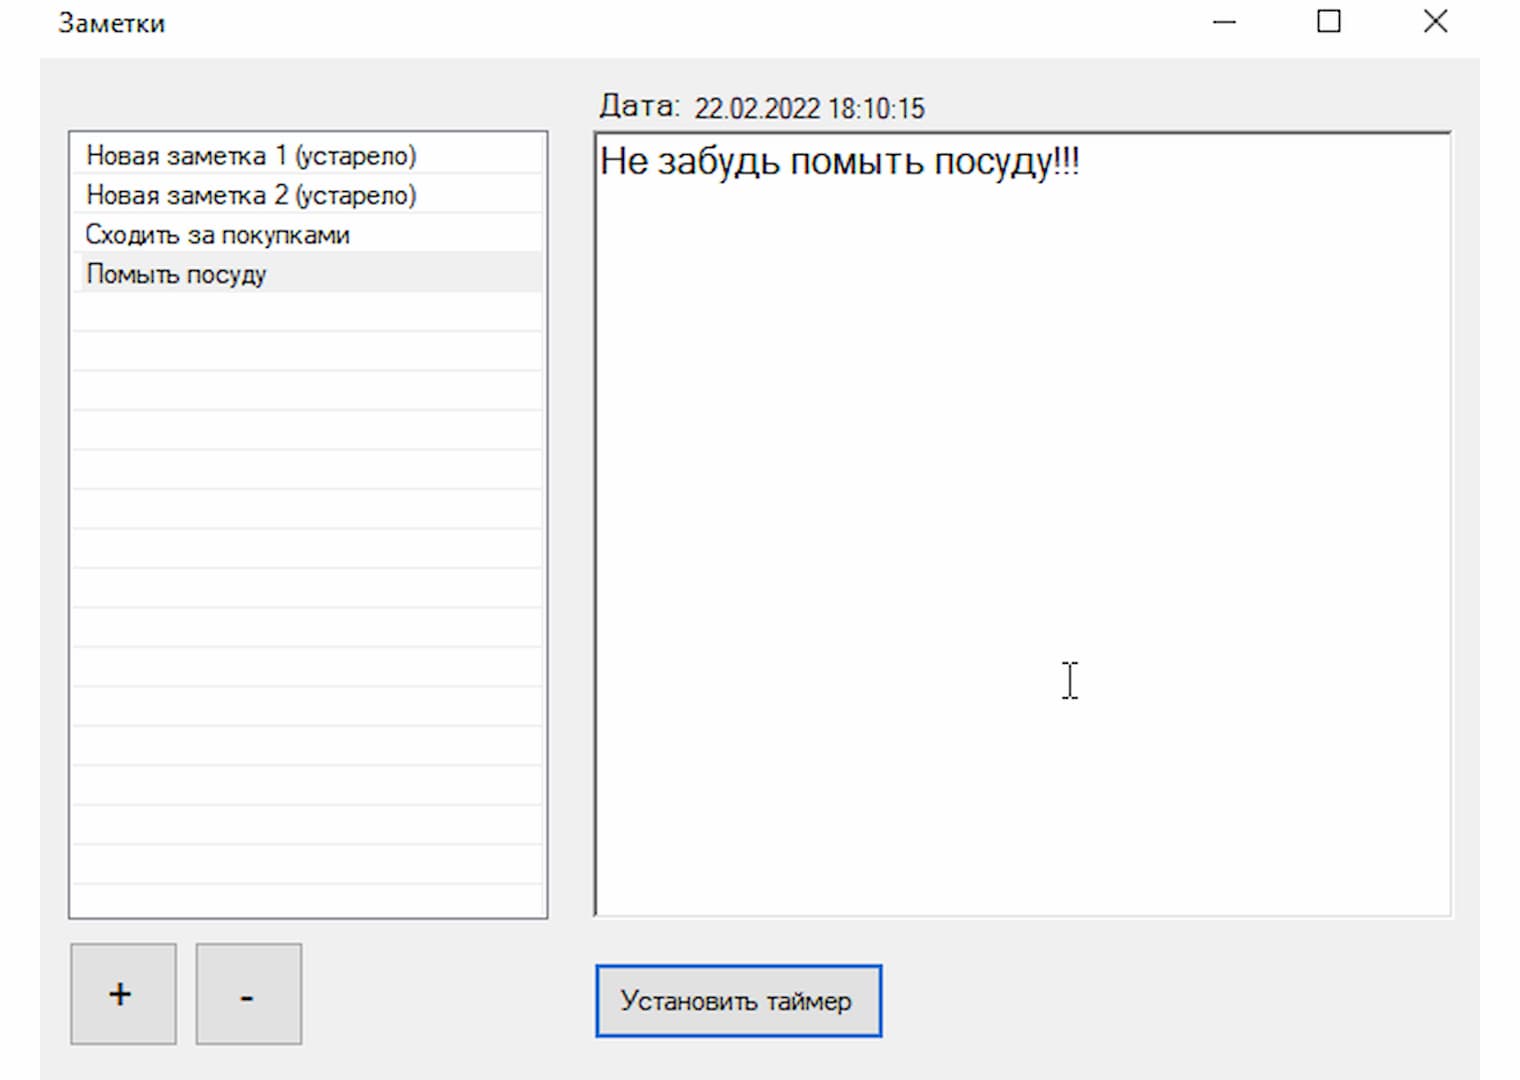 Заметки
Дата: 22.02.2022 18:10:15
Новая заметка 1 (устарело)
Новая заметка 2 (устарело)
Сходить за покупками
Помыть посуду
Не забудь помыть посуду!!!
+
-
Установить таймер